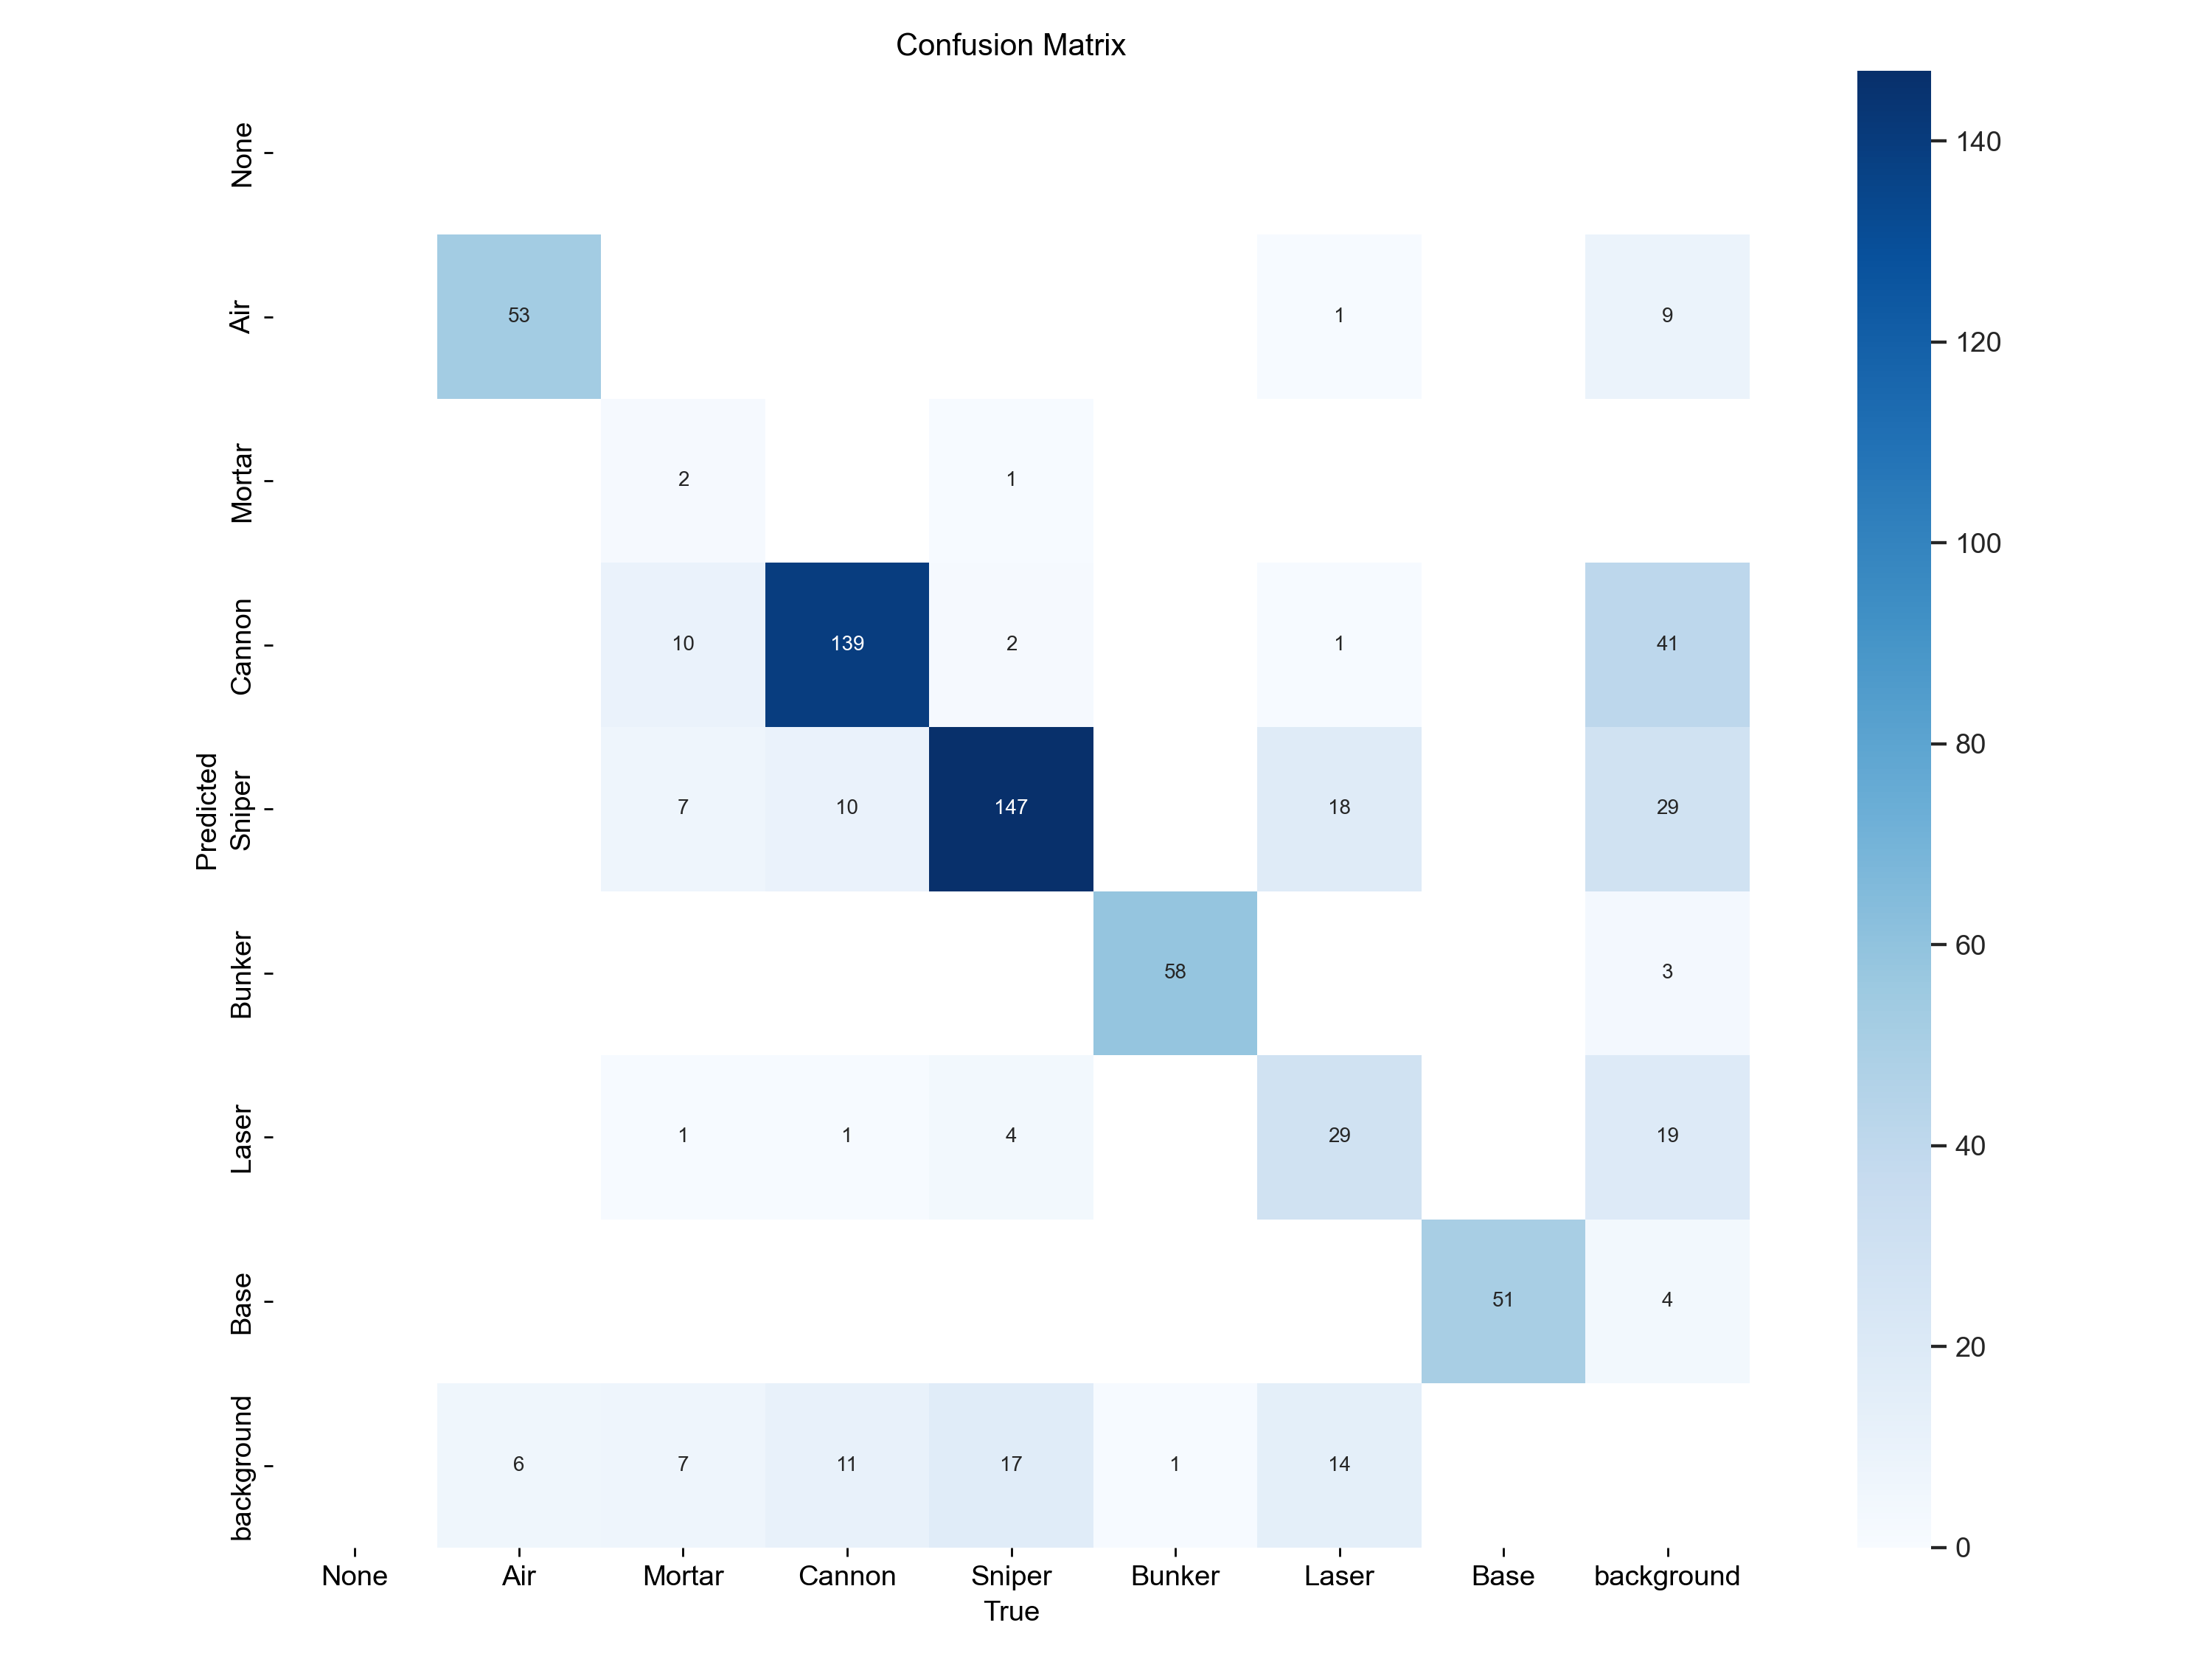 Confusion Matrix
None
Air
53 1 9
Mortar
2 1
Cannon
10 139 2 1 41
Predicted
Sniper
7 10 147 18 29
Bunker
58 3
Laser
1 1 4 29 19
Base
51 4
background
6 7 11 17 1 14
None Air Mortar Cannon Sniper Bunker Laser Base background
True
140
120
100
80
60
40
20
0